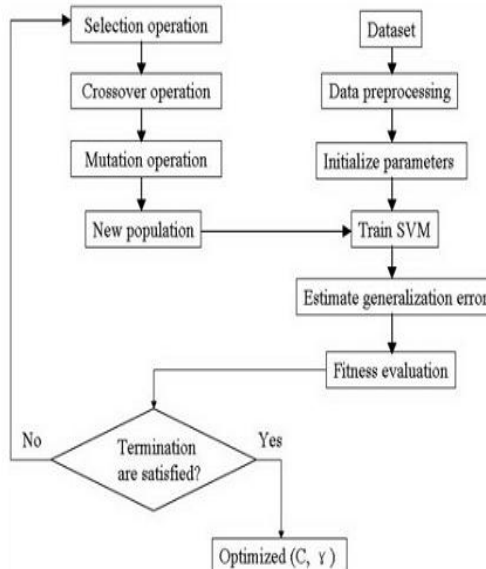 Selection operation
Dataset
Crossover operation
Data preprocessing
Mutation operation
Initialize parameters
New population
Train SVM
Estimate generalization error
Fitness evaluation
No
Termination
are satisfied?
Yes
Optimized (C, γ)